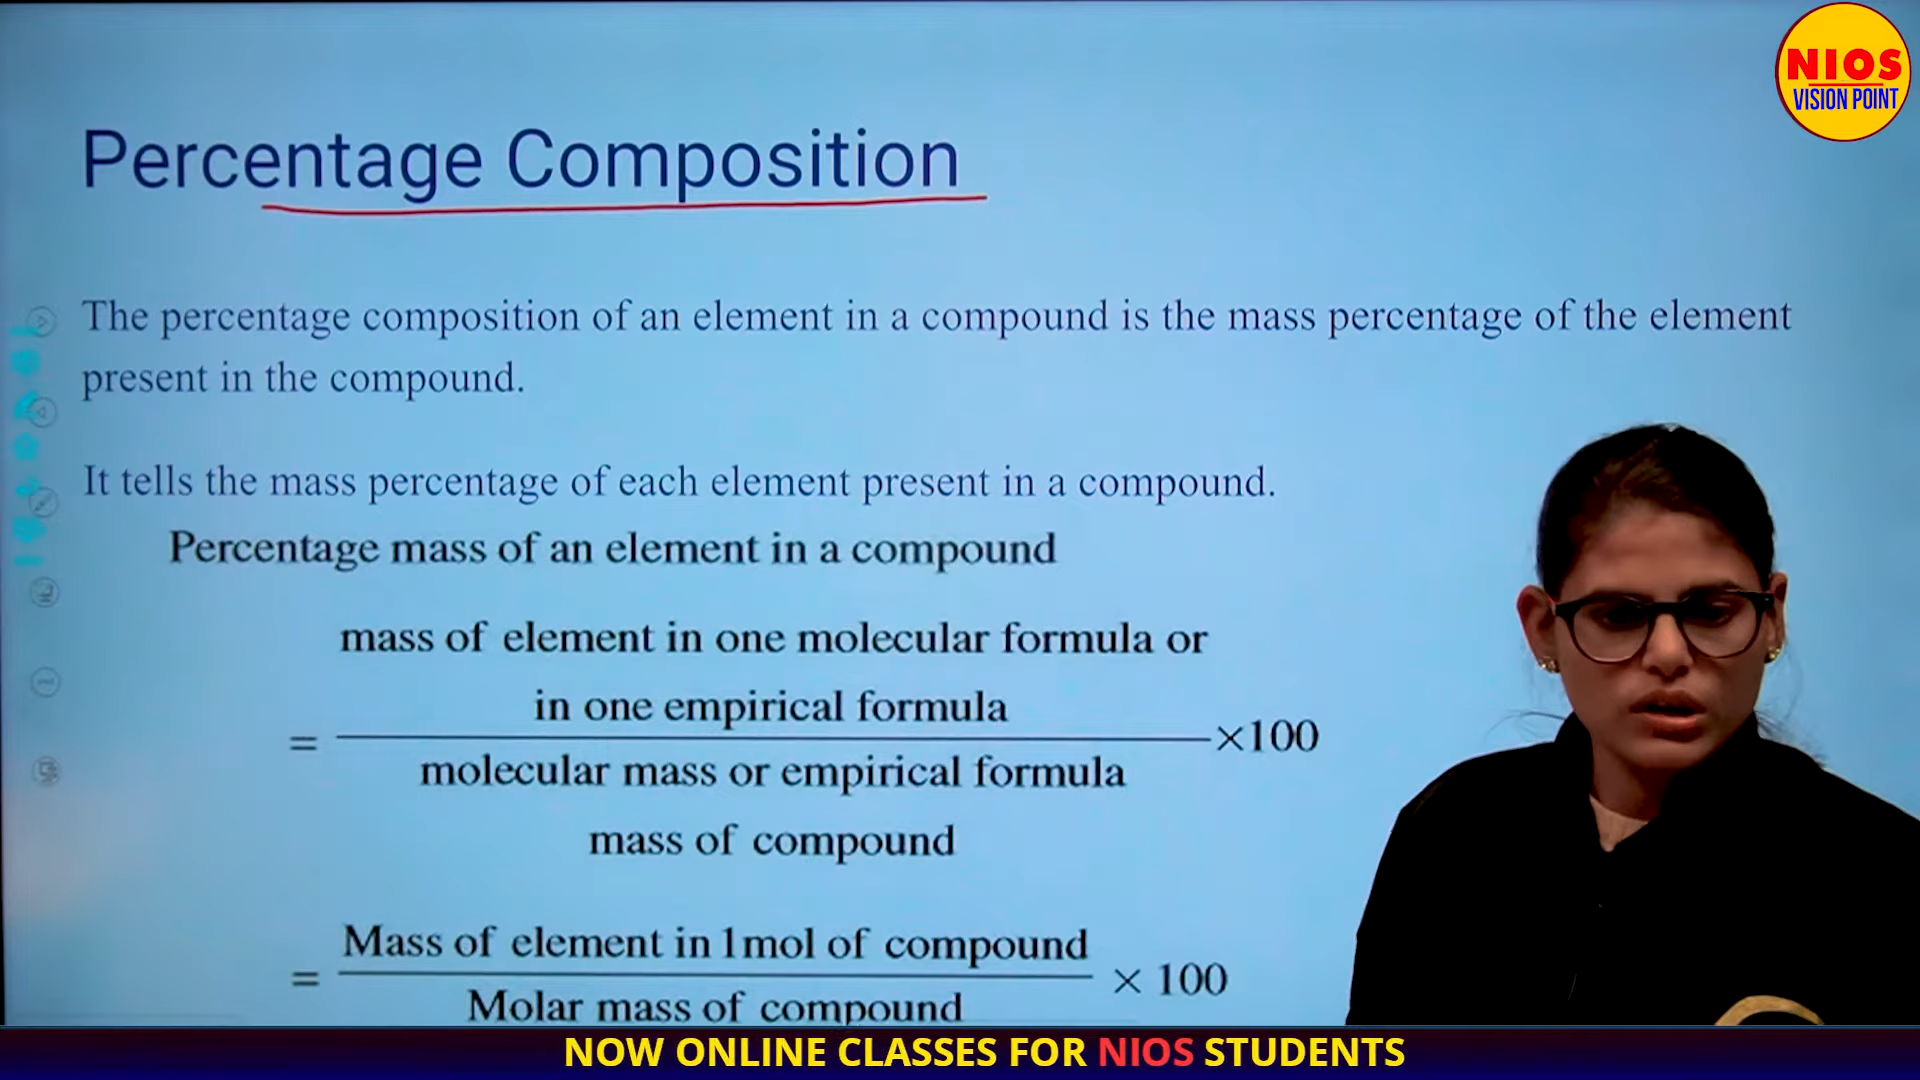 NIOS
VISION POINT
Percentage Composition
The percentage composition of an element in a compound is the mass percentage of the element
present in the compound.
It tells the mass percentage of each element present in a compound.
Percentage mass of an element in a compound
mass of element in one molecular formula or
in one empirical formula
= ×100
molecular mass or empirical formula
mass of compound
Mass of element in 1mol of compound
= × 100
Molar mass of compound
NOW ONLINE CLASSES FOR NIOS STUDENTS